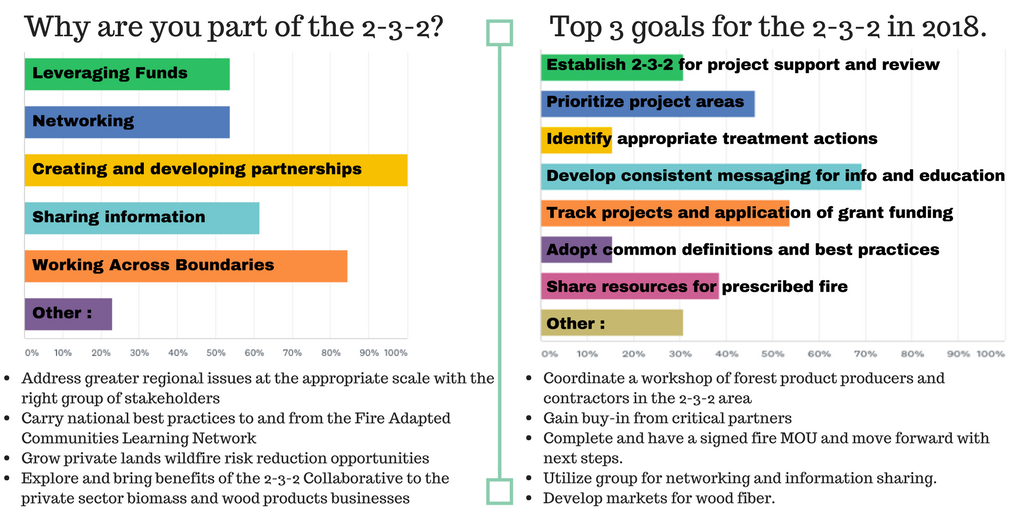 Why are you part of the 2-3-2?
Leveraging Funds
Networking
Creating and developing partnerships
Sharing information
Working Across Boundaries
Other :
0% 10% 20% 30% 40% 50% 60% 70% 80% 90% 100%
• Address greater regional issues at the appropriate scale with the
right group of stakeholders
• Carry national best practices to and from the Fire Adapted
Communities Learning Network
• Grow private lands wildfire risk reduction opportunities
• Explore and bring benefits of the 2-3-2 Collaborative to the
private sector biomass and wood products businesses
Top 3 goals for the 2-3-2 in 2018.
Establish 2-3-2 for project support and review
Prioritize project areas
Identify appropriate treatment actions
Develop consistent messaging for info and education
Track projects and application of grant funding
Adopt common definitions and best practices
Share resources for prescribed fire
Other :
0% 10% 20% 30% 40% 50% 60% 70% 80% 90% 100%
• Coordinate a workshop of forest product producers and
contractors in the 2-3-2 area
• Gain buy-in from critical partners
• Complete and have a signed fire MOU and move forward with
next steps.
• Utilize group for networking and information sharing.
• Develop markets for wood fiber.